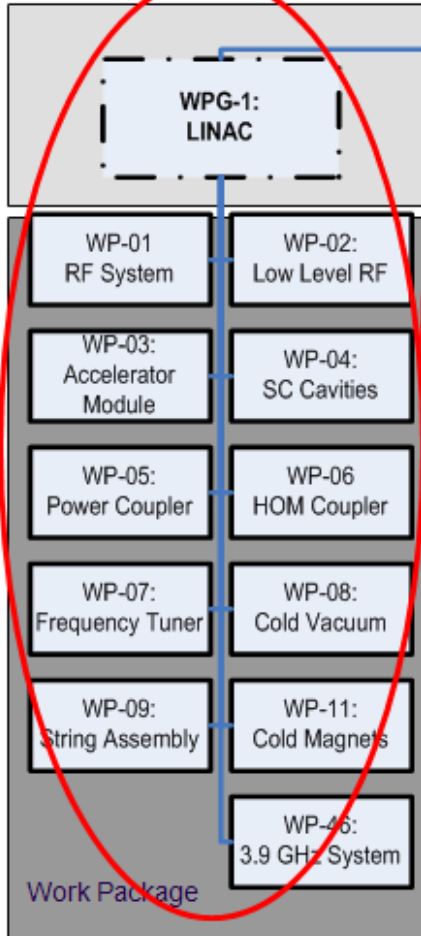 WPG-1:
LINAC
WP-01
RF System
WP-02:
Low Level RF
WP-03:
Accelerator
Module
WP-04:
SC Cavities
WP-05:
Power Coupler
WP-06
HOM Coupler
WP-07:
Frequency Tuner
WP-08:
Cold Vacuum
WP-09:
String Assembly
WP-11:
Cold Magnets
WP-46:
3.9 GHz System
Work Package